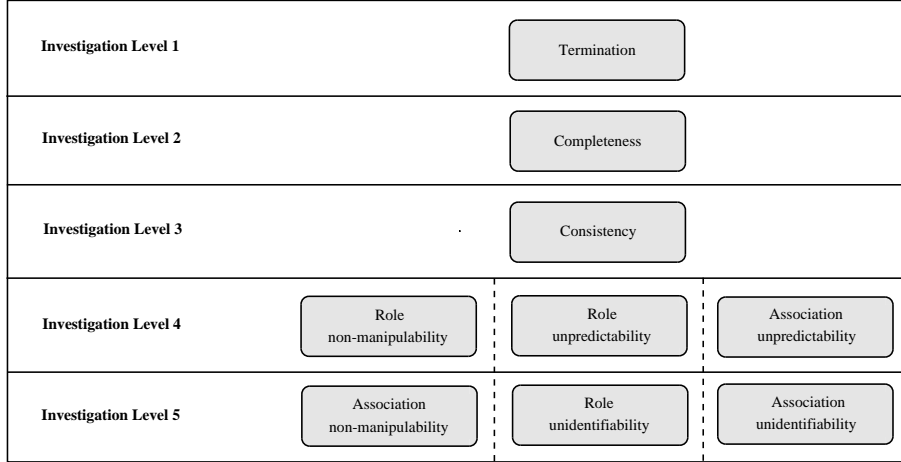 Investigation Level 1
Termination
Investigation Level 2
Completeness
Investigation Level 3
Consistency
Investigation Level 4
Role
non-manipulability
Role
unpredictability
Association
unpredictability
Investigation Level 5
Association
non-manipulability
Role
unidentifiability
Association
unidentifiability